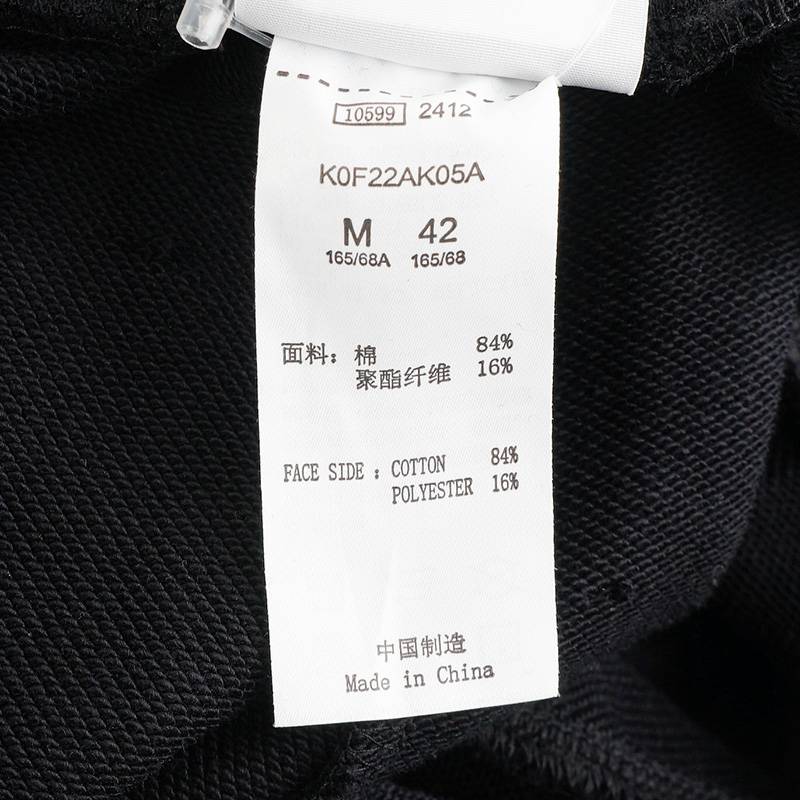 10599 2412
K0F22AK05A
M 42
165/68A 165/68
面料：棉 84%
聚酯纤维 16%
FACE SIDE : COTTON 84%
POLYESTER 16%
中国制造
Made in China